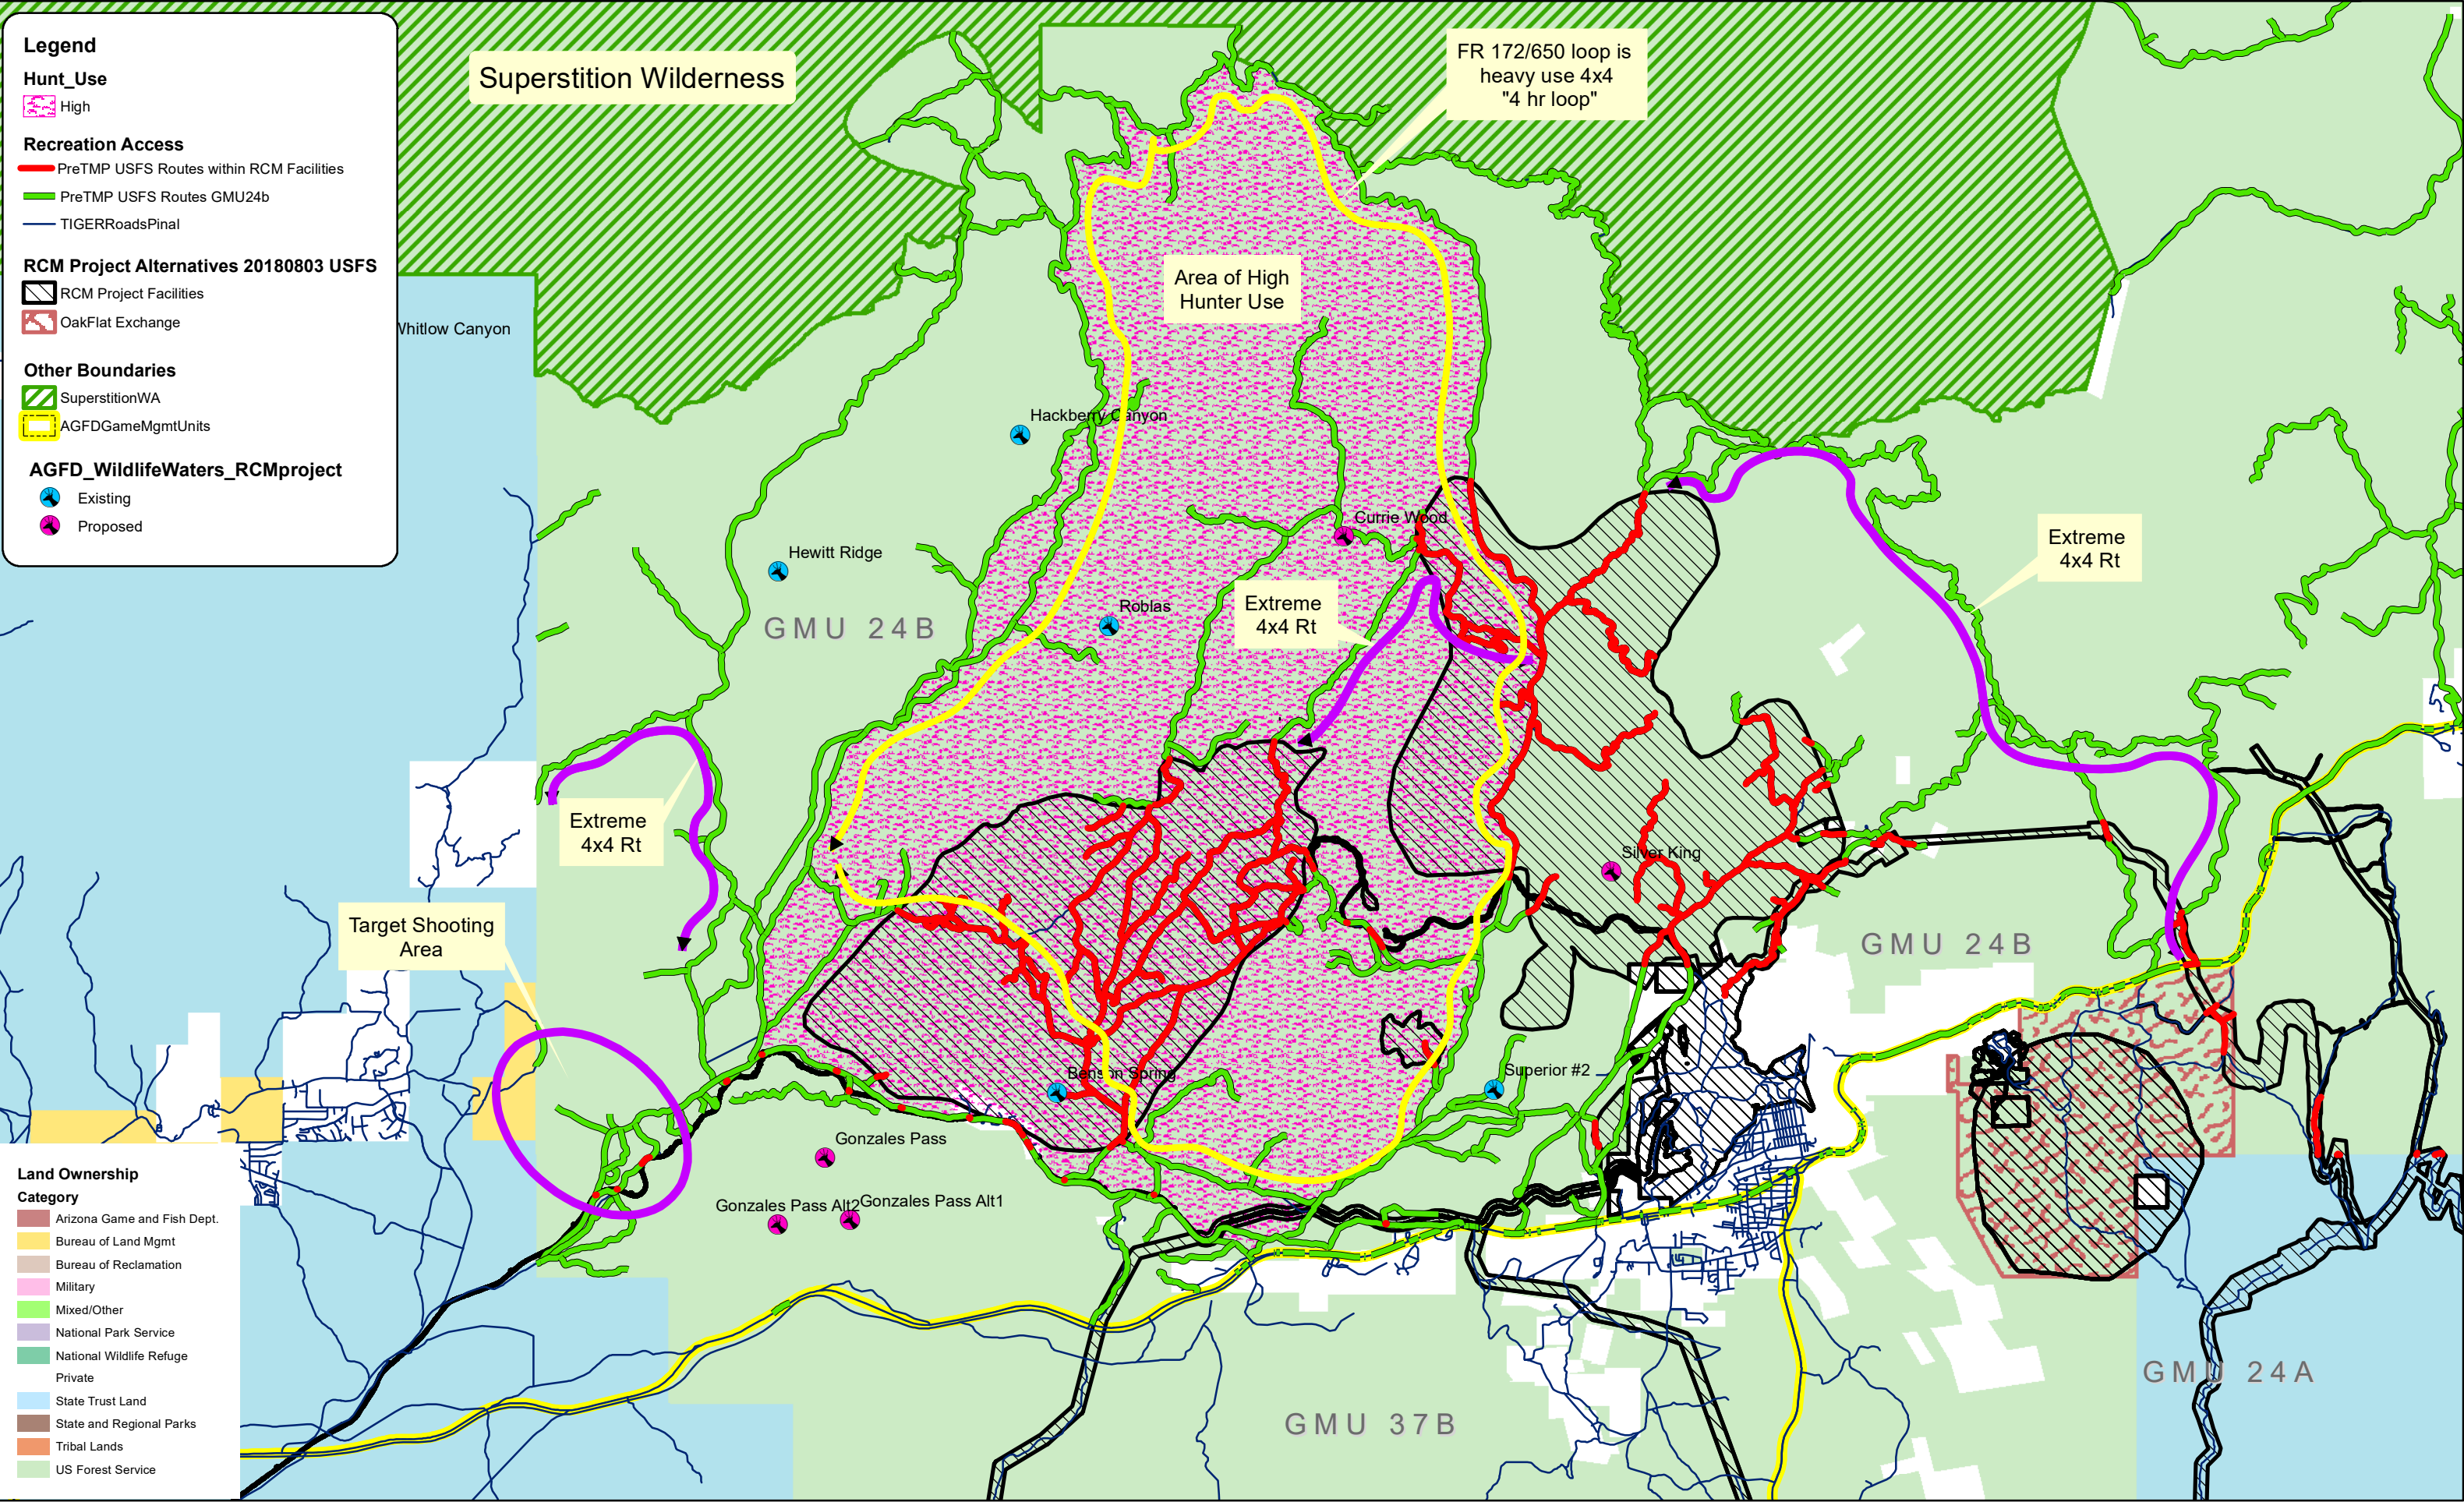 Legend
Hunt_Use
High
Recreation Access
PreTMP USFS Routes within RCM Facilities
PreTMP USFS Routes GMU24b
TIGERRoadsPinal
RCM Project Alternatives 20180803 USFS
RCM Project Facilities
OakFlat Exchange
Other Boundaries
SuperstitionWA
AGFDGameMgmtUnits
AGFD_WildlifeWaters_RCMproject
Existing
Proposed
Superstition Wilderness
FR 172/650 loop is
heavy use 4x4
"4 hr loop"
Area of High
Hunter Use
Whitlow Canyon
Hackberry Canyon
Currie Wood
Extreme
4x4 Rt
Hewitt Ridge
Roblas
Extreme
4x4 Rt
GMU 24B
Extreme
4x4 Rt
Silver King
Target Shooting
Area
GMU 24B
Benson Spring
Superior #2
Gonzales Pass
Gonzales Pass Alt2
Gonzales Pass Alt1
GMU 24A
GMU 37B
Land Ownership
Category
Arizona Game and Fish Dept.
Bureau of Land Mgmt
Bureau of Reclamation
Military
Mixed/Other
National Park Service
National Wildlife Refuge
Private
State Trust Land
State and Regional Parks
Tribal Lands
US Forest Service